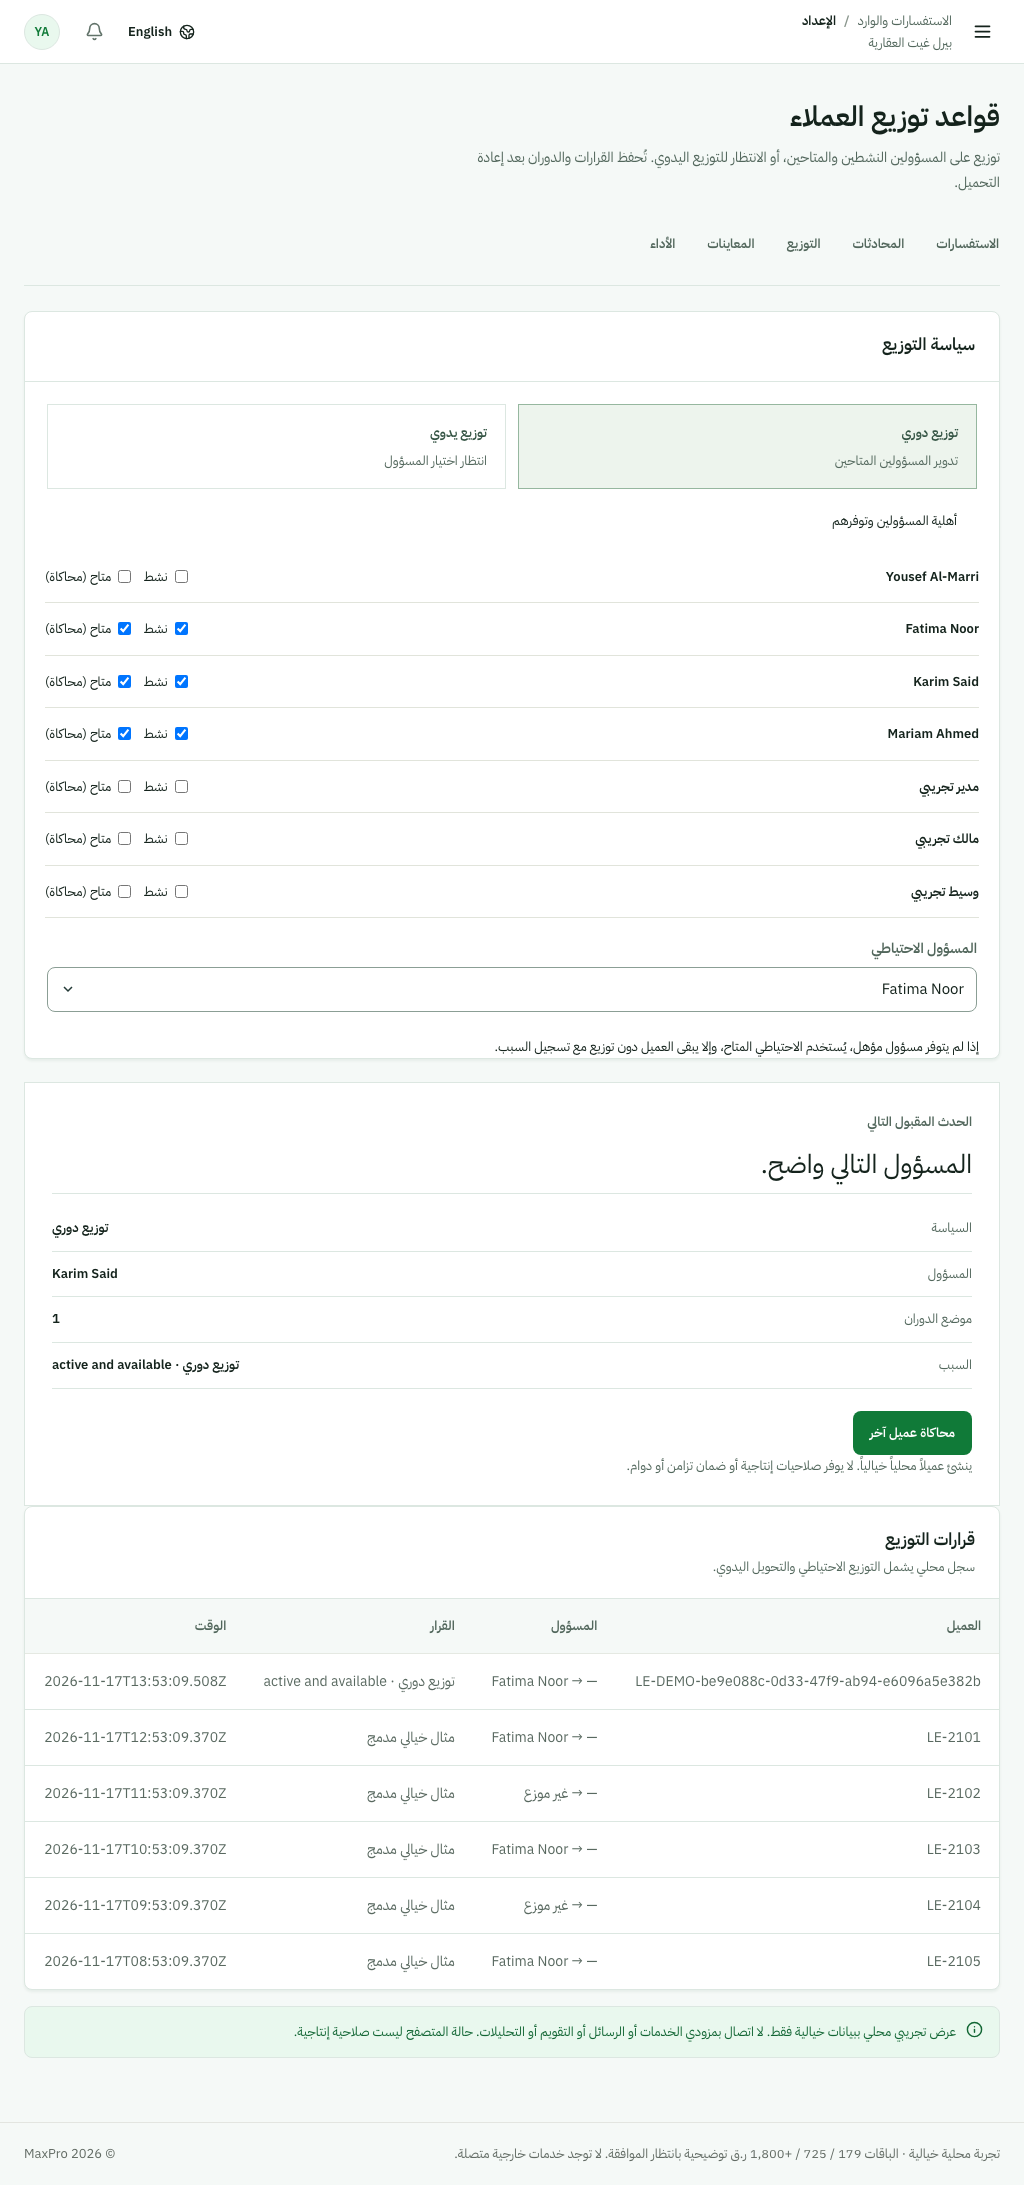 الاستفسارات والوارد / الإعداد
بيرل غيت العقارية
English
YA
قواعد توزيع العملاء
توزيع على المسؤولين النشطين والمتاحين، أو الانتظار للتوزيع اليدوي. تُحفظ القرارات والدوران بعد إعادة
التحميل.
الاستفسارات المحادثات التوزيع المعاينات الأداء
سياسة التوزيع
توزيع دوري
تدوير المسؤولين المتاحين
توزيع يدوي
انتظار اختيار المسؤول
أهلية المسؤولين وتوفرهم
Yousef Al-Marri نشط متاح (محاكاة)
Fatima Noor نشط متاح (محاكاة)
Karim Said نشط متاح (محاكاة)
Mariam Ahmed نشط متاح (محاكاة)
مدير تجريبي نشط متاح (محاكاة)
مالك تجريبي نشط متاح (محاكاة)
وسيط تجريبي نشط متاح (محاكاة)
المسؤول الاحتياطي
Fatima Noor
إذا لم يتوفر مسؤول مؤهل، يُستخدم الاحتياطي المتاح، وإلا يبقى العميل دون توزيع مع تسجيل السبب.
الحدث المقبول التالي
المسؤول التالي واضح.
السياسة توزيع دوري
المسؤول Karim Said
موضع الدوران 1
السبب توزيع دوري · active and available
محاكاة عميل آخر
ينشئ عميلاً محلياً خيالياً. لا يوفر صلاحيات إنتاجية أو ضمان تزامن أو دوام.
قرارات التوزيع
سجل محلي يشمل التوزيع الاحتياطي والتحويل اليدوي.
العميل المسؤول القرار الوقت
LE-DEMO-be9e088c-0d33-47f9-ab94-e6096a5e382b — → Fatima Noor توزيع دوري · active and available 2026-11-17T13:53:09.508Z
LE-2101 — → Fatima Noor مثال خيالي مدمج 2026-11-17T12:53:09.370Z
LE-2102 — → غير موزع مثال خيالي مدمج 2026-11-17T11:53:09.370Z
LE-2103 — → Fatima Noor مثال خيالي مدمج 2026-11-17T10:53:09.370Z
LE-2104 — → غير موزع مثال خيالي مدمج 2026-11-17T09:53:09.370Z
LE-2105 — → Fatima Noor مثال خيالي مدمج 2026-11-17T08:53:09.370Z
عرض تجريبي محلي ببيانات خيالية فقط. لا اتصال بمزودي الخدمات أو الرسائل أو التقويم أو التحليلات. حالة المتصفح ليست صلاحية إنتاجية.
تجربة محلية خيالية · الباقات 179 / 725 / +1,800 ر.ق توضيحية بانتظار الموافقة. لا توجد خدمات خارجية متصلة.
© 2026 MaxPro